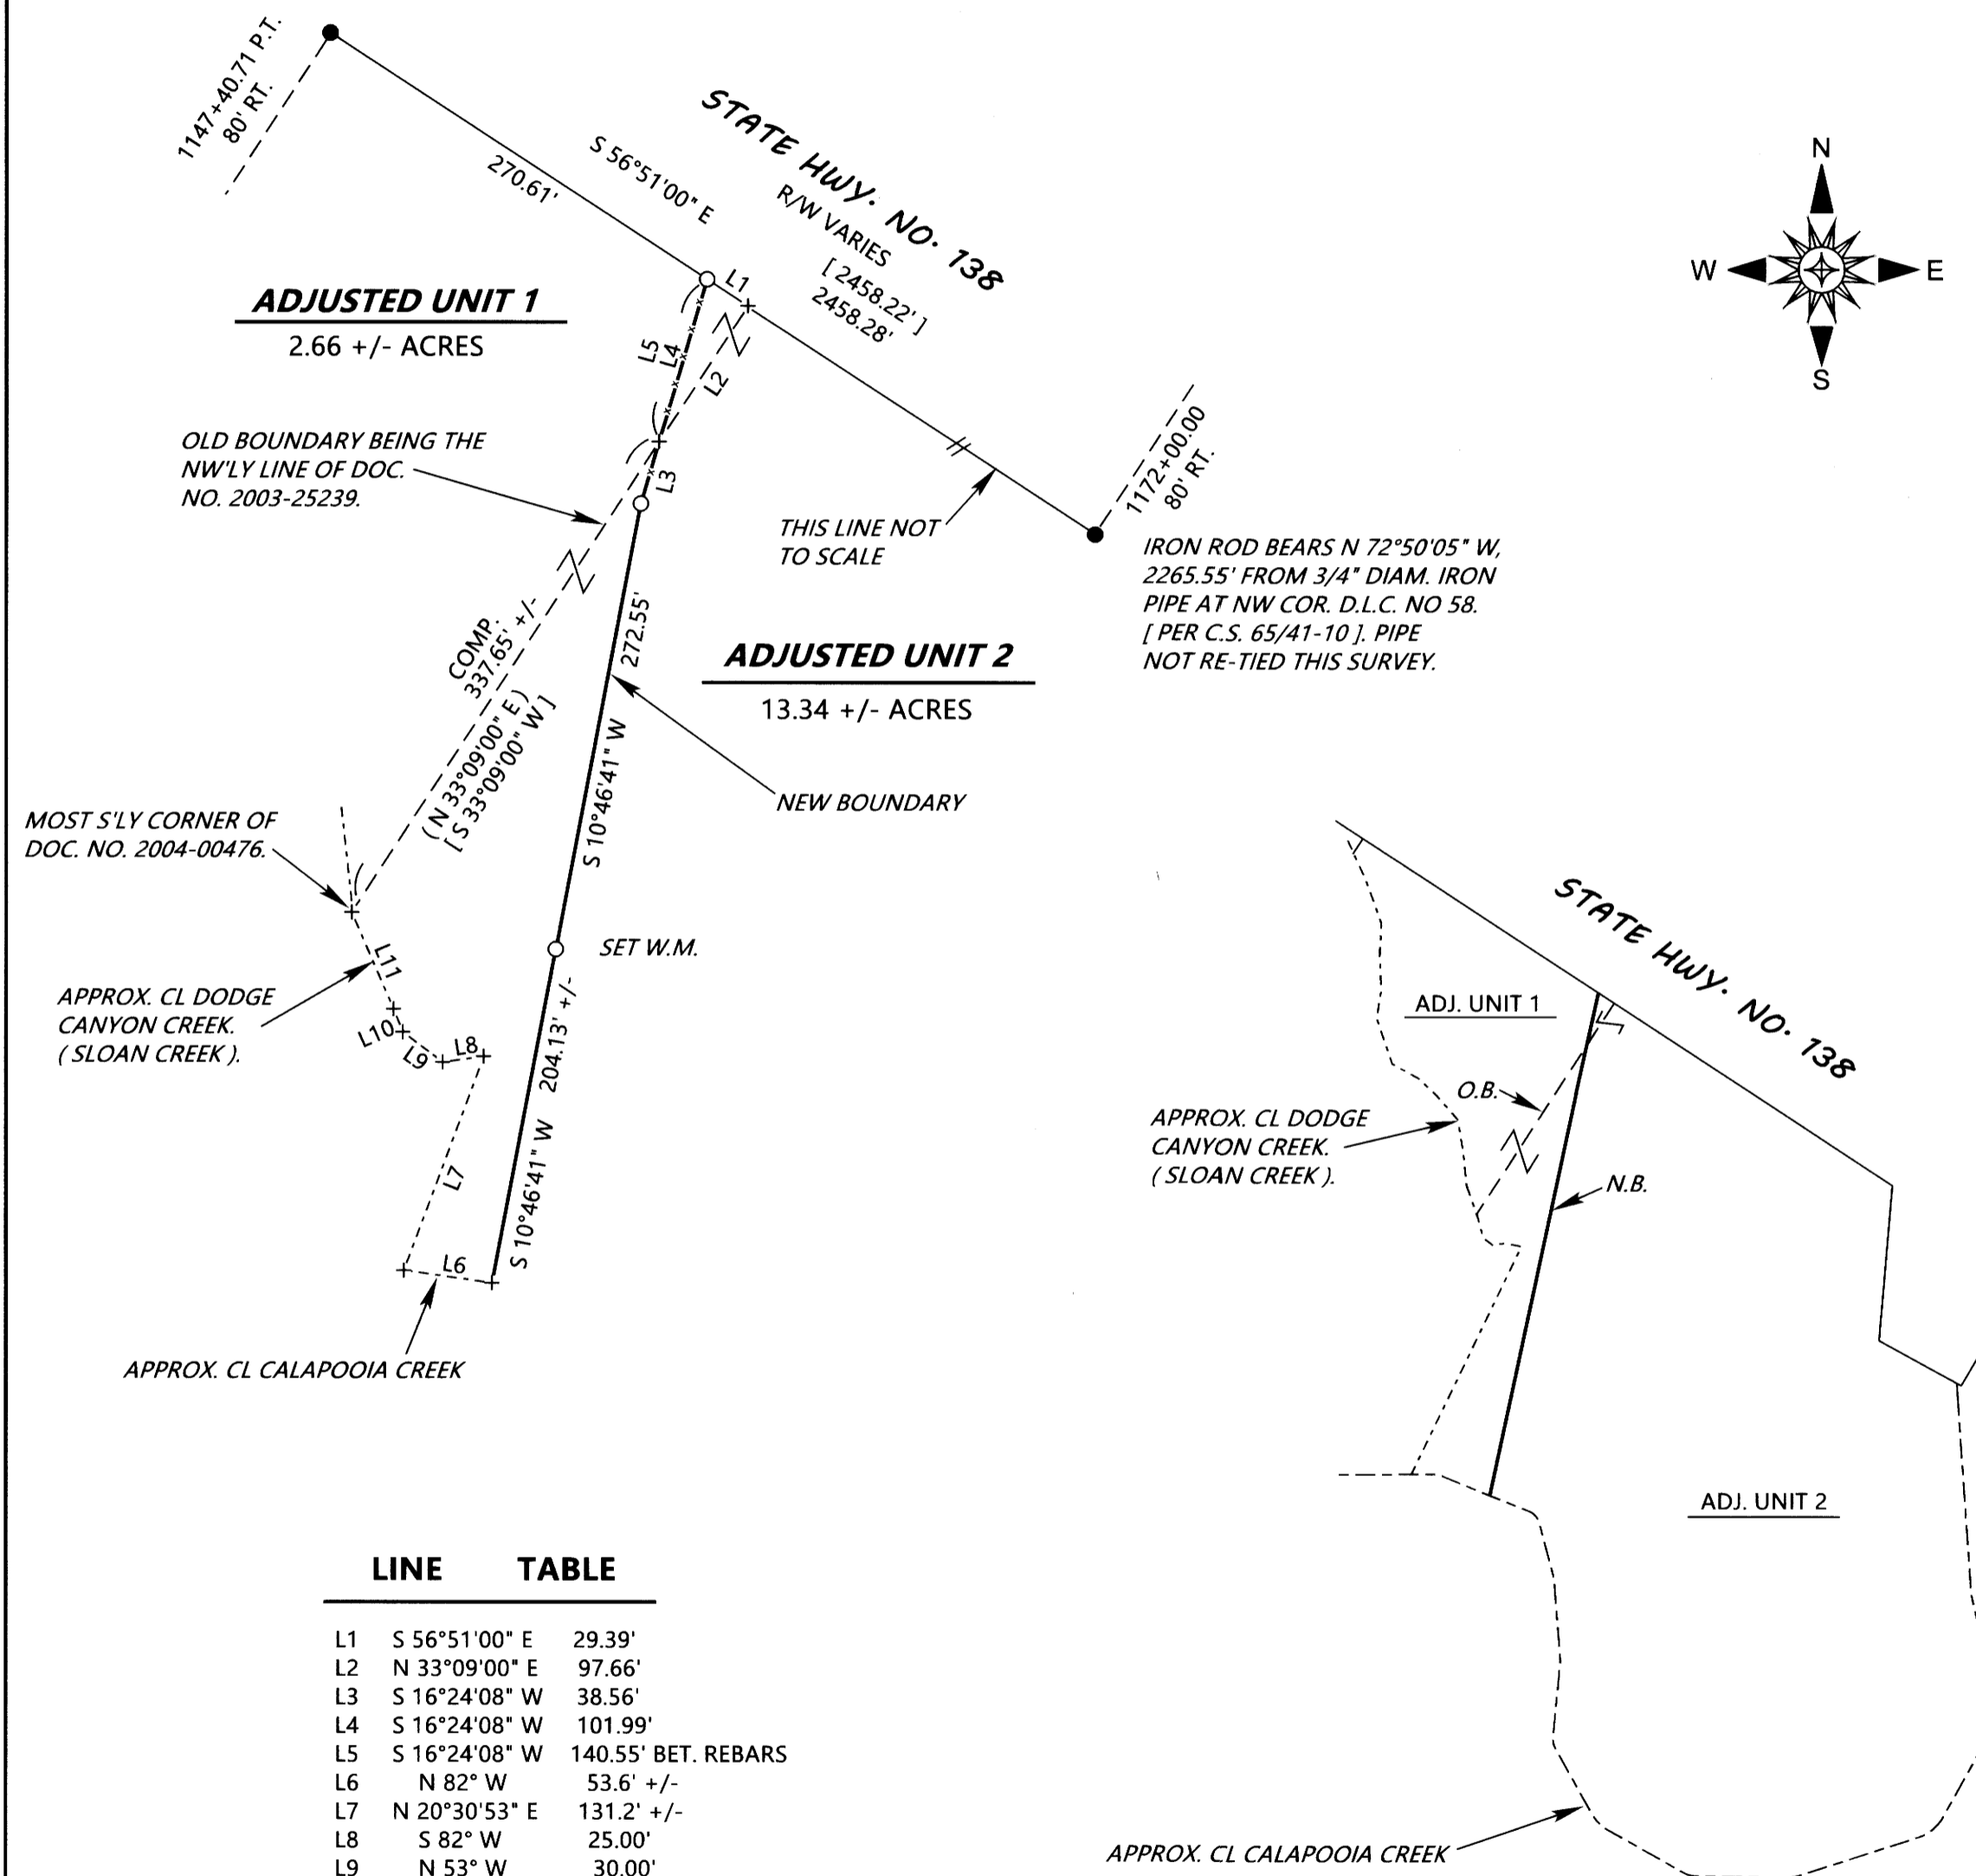 1147+40.71 P.T.
80' RT.
270.61'
S 56°51'00" E
STATE HWY. NO. 138
R/W VARIES
[ 2458.22' ]
2458.28'
L1
N
W
E
S
ADJUSTED UNIT 1
2.66 +/- ACRES
L5
L4
L2
OLD BOUNDARY BEING THE
NW'LY LINE OF DOC.
NO. 2003-25239.
L3
THIS LINE NOT
TO SCALE
1172+00.00
80' RT.
IRON ROD BEARS N 72°50'05" W,
2265.55' FROM 3/4" DIAM. IRON
PIPE AT NW COR. D.L.C. NO 58.
[ PER C.S. 65/41-10 ]. PIPE
NOT RE-TIED THIS SURVEY.
COMP.
337.65' +/-
( N 33°09'00" E )
[ S 33°09'00" W ]
272.55'
S 10°46'41" W
ADJUSTED UNIT 2
13.34 +/- ACRES
NEW BOUNDARY
MOST S'LY CORNER OF
DOC. NO. 2004-00476.
L11
SET W.M.
APPROX. CL DODGE
CANYON CREEK.
( SLOAN CREEK ).
L10
L9
L8
S 10°46'41" W 204.13' +/-
L7
L6
APPROX. CL CALAPOOIA CREEK
STATE HWY. NO. 138
ADJ. UNIT 1
O.B.
APPROX. CL DODGE
CANYON CREEK.
( SLOAN CREEK ).
N.B.
ADJ. UNIT 2
APPROX. CL CALAPOOIA CREEK
LINE TABLE
L1 S 56°51'00" E 29.39'
L2 N 33°09'00" E 97.66'
L3 S 16°24'08" W 38.56'
L4 S 16°24'08" W 101.99'
L5 S 16°24'08" W 140.55' BET. REBARS
L6 N 82° W 53.6' +/-
L7 N 20°30'53" E 131.2' +/-
L8 S 82° W 25.00'
L9 N 53° W 30.00'